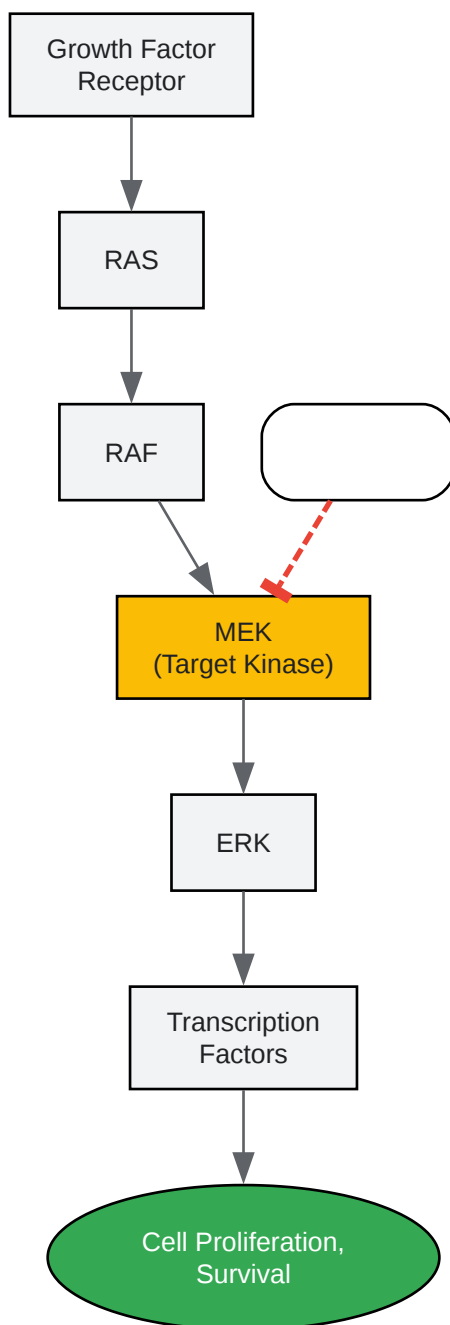 Growth Factor
Receptor
RAS
RAF
MEK
(Target Kinase)
ERK
Transcription
Factors
Cell Proliferation,
Survival